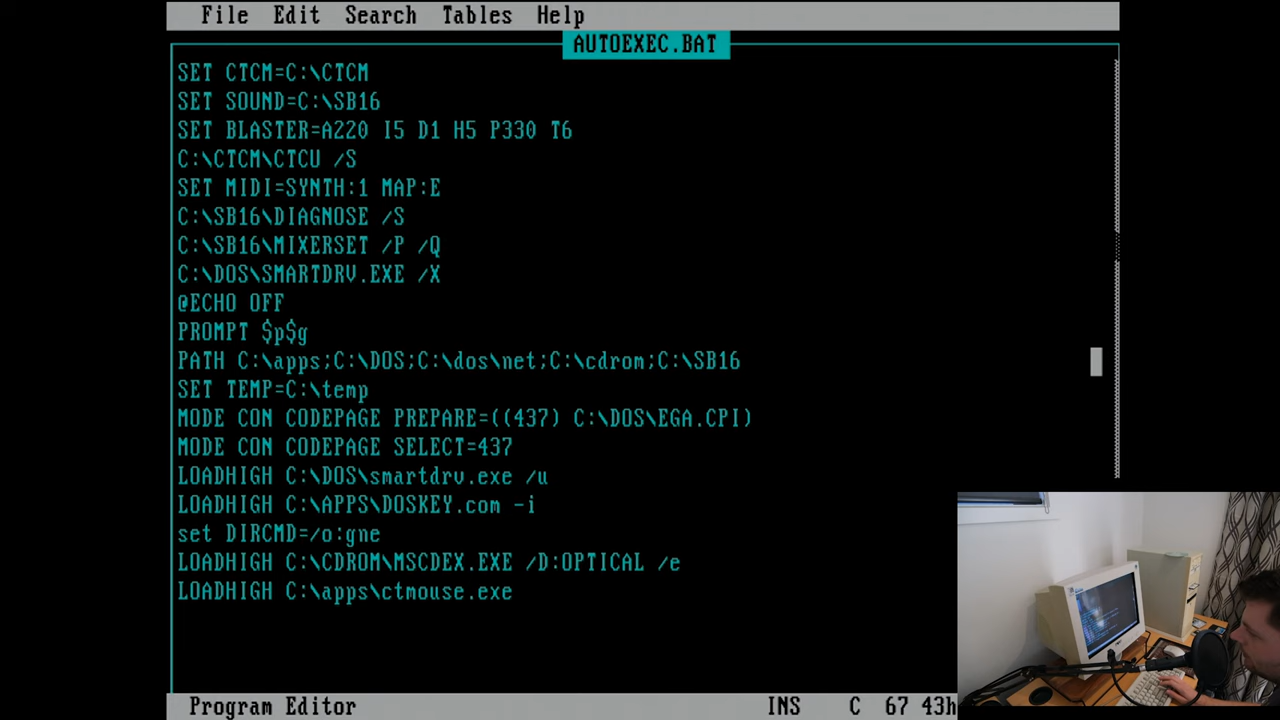 File Edit Search Tables Help
AUTOEXEC.BAT
SET CTCM=C:\CTCM
SET SOUND=C:\SB16
SET BLASTER=A220 I5 D1 H5 P330 T6
C:\CTCM\CTCU /S
SET MIDI=SYNTH:1 MAP:E
C:\SB16\DIAGNOSE /S
C:\SB16\MIXERSET /P /Q
C:\DOS\SMARTDRV.EXE /X
@ECHO OFF
PROMPT $p$g
PATH C:\apps;C:\DOS;C:\dos\net;C:\cdrom;C:\SB16
SET TEMP=C:\temp
MODE CON CODEPAGE PREPARE=((437) C:\DOS\EGA.CPI)
MODE CON CODEPAGE SELECT=437
LOADHIGH C:\DOS\smartdrv.exe /u
LOADHIGH C:\APPS\DOSKEY.com -i
set DIRCMD=/o:gne
LOADHIGH C:\CDROM\MSCDEX.EXE /D:OPTICAL /e
LOADHIGH C:\apps\ctmouse.exe
Program Editor INS C 67 43h